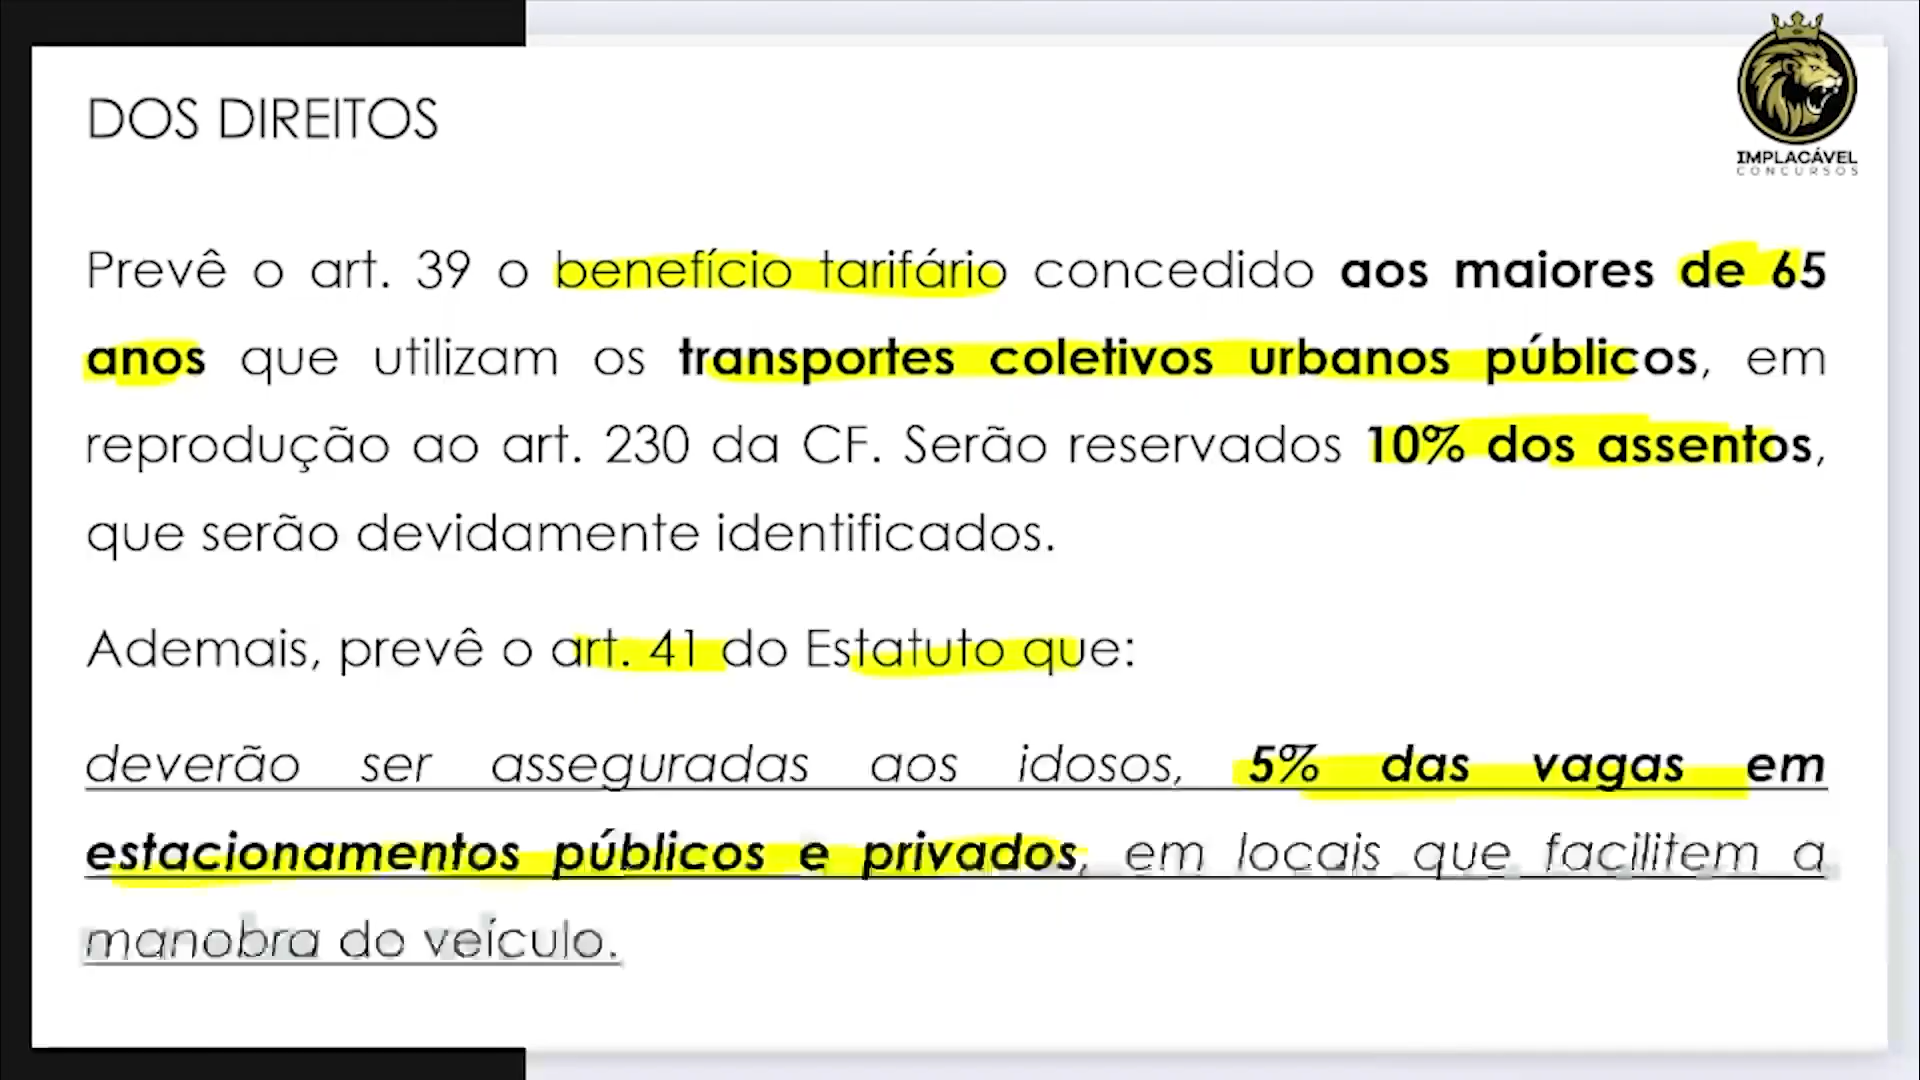 IMPLACÁVEL
CONCURSOS
DOS DIREITOS
Prevê o art. 39 o benefício tarifário concedido aos maiores de 65
anos que utilizam os transportes coletivos urbanos públicos, em
reprodução ao art. 230 da CF. Serão reservados 10% dos assentos,
que serão devidamente identificados.
Ademais, prevê o art. 41 do Estatuto que:
deverão ser asseguradas aos idosos, 5% das vagas em
estacionamentos públicos e privados, em locais que facilitem a
manobra do veículo.